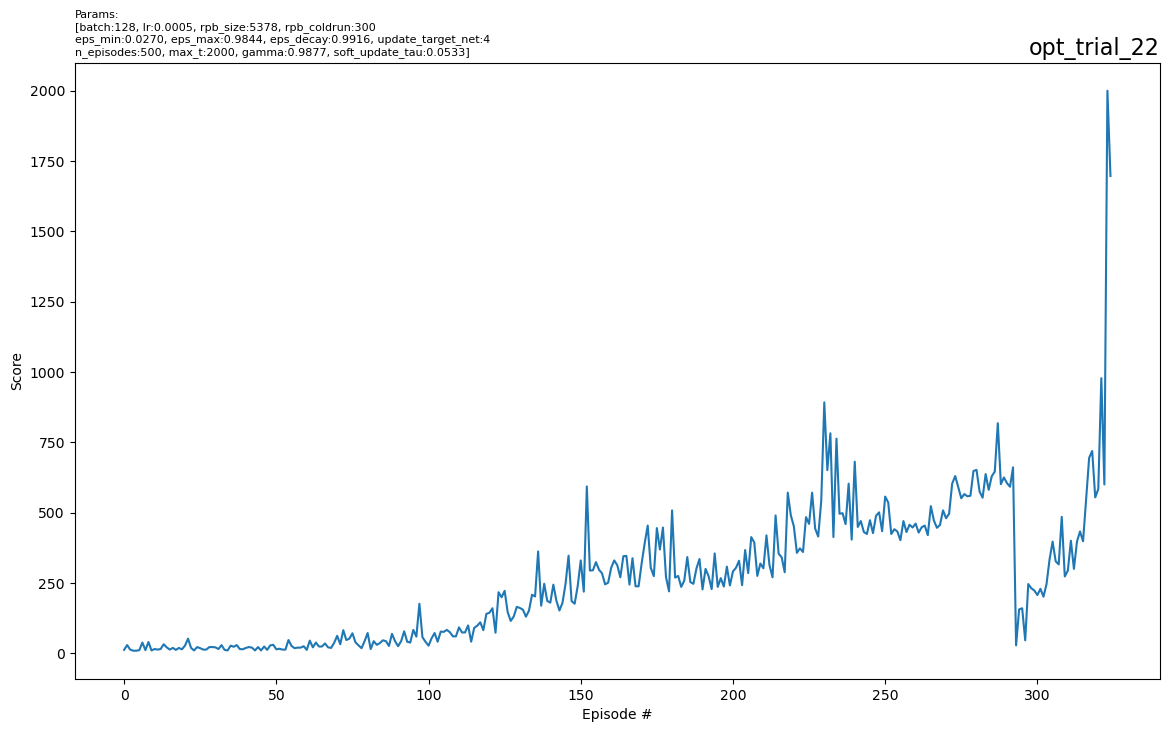 Params:
[batch:128, lr:0.0005, rpb_size:5378, rpb_coldrun:300
eps_min:0.0270, eps_max:0.9844, eps_decay:0.9916, update_target_net:4
n_episodes:500, max_t:2000, gamma:0.9877, soft_update_tau:0.0533]
opt_trial_22
2000
1750
1500
1250
1000
750
500
250
0
Score
0 50 100 150 200 250 300
Episode #